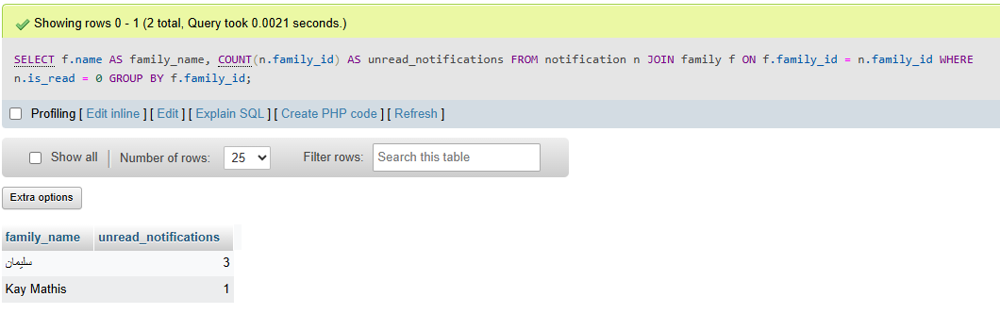 Showing rows 0 - 1 (2 total, Query took 0.0021 seconds.)
SELECT f.name AS family_name, COUNT(n.family_id) AS unread_notifications FROM notification n JOIN family f ON f.family_id = n.family_id WHERE
n.is_read = 0 GROUP BY f.family_id;
Profiling [ Edit inline ] [ Edit ] [ Explain SQL ] [ Create PHP code ] [ Refresh ]
Show all Number of rows: 25 Filter rows: Search this table
Extra options
family_name unread_notifications
سليمان 3
Kay Mathis 1